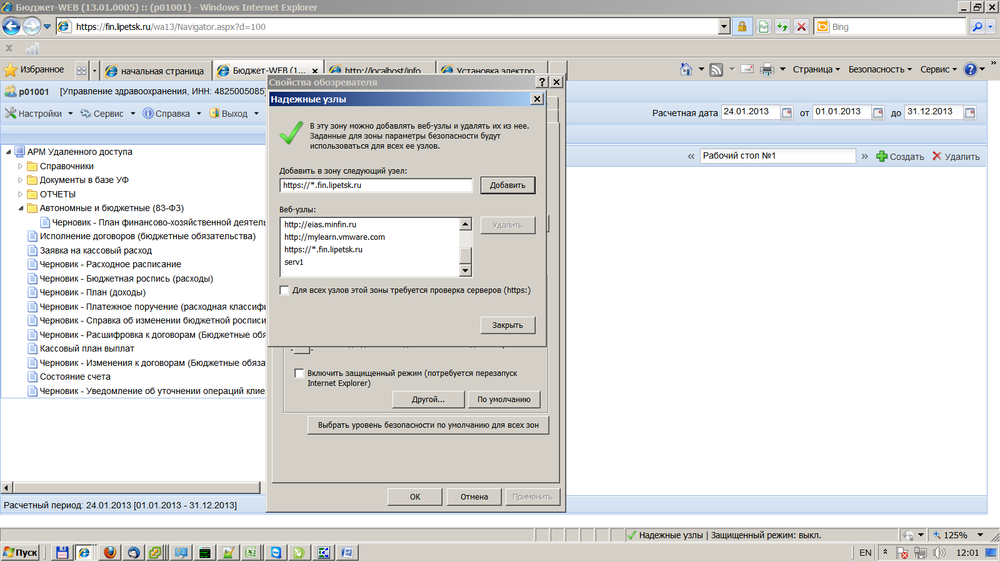 Бюджет-WEB (13.01.0005) :: (p01001) - Windows Internet Explorer
https://fin.lipetsk.ru/wa13/Navigator.aspx?d=100
Bing
x
Избранное
начальная страница
Бюджет-WEB (1... x
http://localhost/info
Установка электро
Страница
Безопасность
Сервис
»
p01001 [Управление здравоохранения, ИНН: 4825005085]
Настройки Сервис Справка Выход
Расчетная дата 24.01.2013 от 01.01.2013 до 31.12.2013
« Рабочий стол №1 » Создать Удалить
АРМ Удаленного доступа
Справочники
Документы в базе УФ
ОТЧЕТЫ
Автономные и бюджетные (83-ФЗ)
Черновик - План финансово-хозяйственной деятель
Исполнение договоров (бюджетные обязательства)
Заявка на кассовый расход
Черновик - Расходное расписание
Черновик - Бюджетная роспись (расходы)
Черновик - План (доходы)
Черновик - Платежное поручение (расходная классифи
Черновик - Справка об изменении бюджетной росписи
Черновик - Расшифровка к договорам (Бюджетные обя
Кассовый план выплат
Черновик - Изменения к договорам (Бюджетные обяза
Состояние счета
Черновик - Уведомление об уточнении операций клие
Расчетный период: 24.01.2013 [01.01.2013 - 31.12.2013]
Свойства обозревателя
Надежные узлы
В эту зону можно добавлять веб-узлы и удалять их из нее.
Заданные для зоны параметры безопасности будут
использоваться для всех ее узлов.
Добавить в зону следующий узел:
https://*.fin.lipetsk.ru
Добавить
Веб-узлы:
http://eias.minfin.ru
http://mylearn.vmware.com
https://*.fin.lipetsk.ru
serv1
Удалить
Для всех узлов этой зоны требуется проверка серверов (https:)
Закрыть
Включить защищенный режим (потребуется перезапуск
Internet Explorer)
Другой...
По умолчанию
Выбрать уровень безопасности по умолчанию для всех зон
ОК
Отмена
Применить
Надежные узлы | Защищенный режим: выкл.
125%
Пуск
EN
12:01